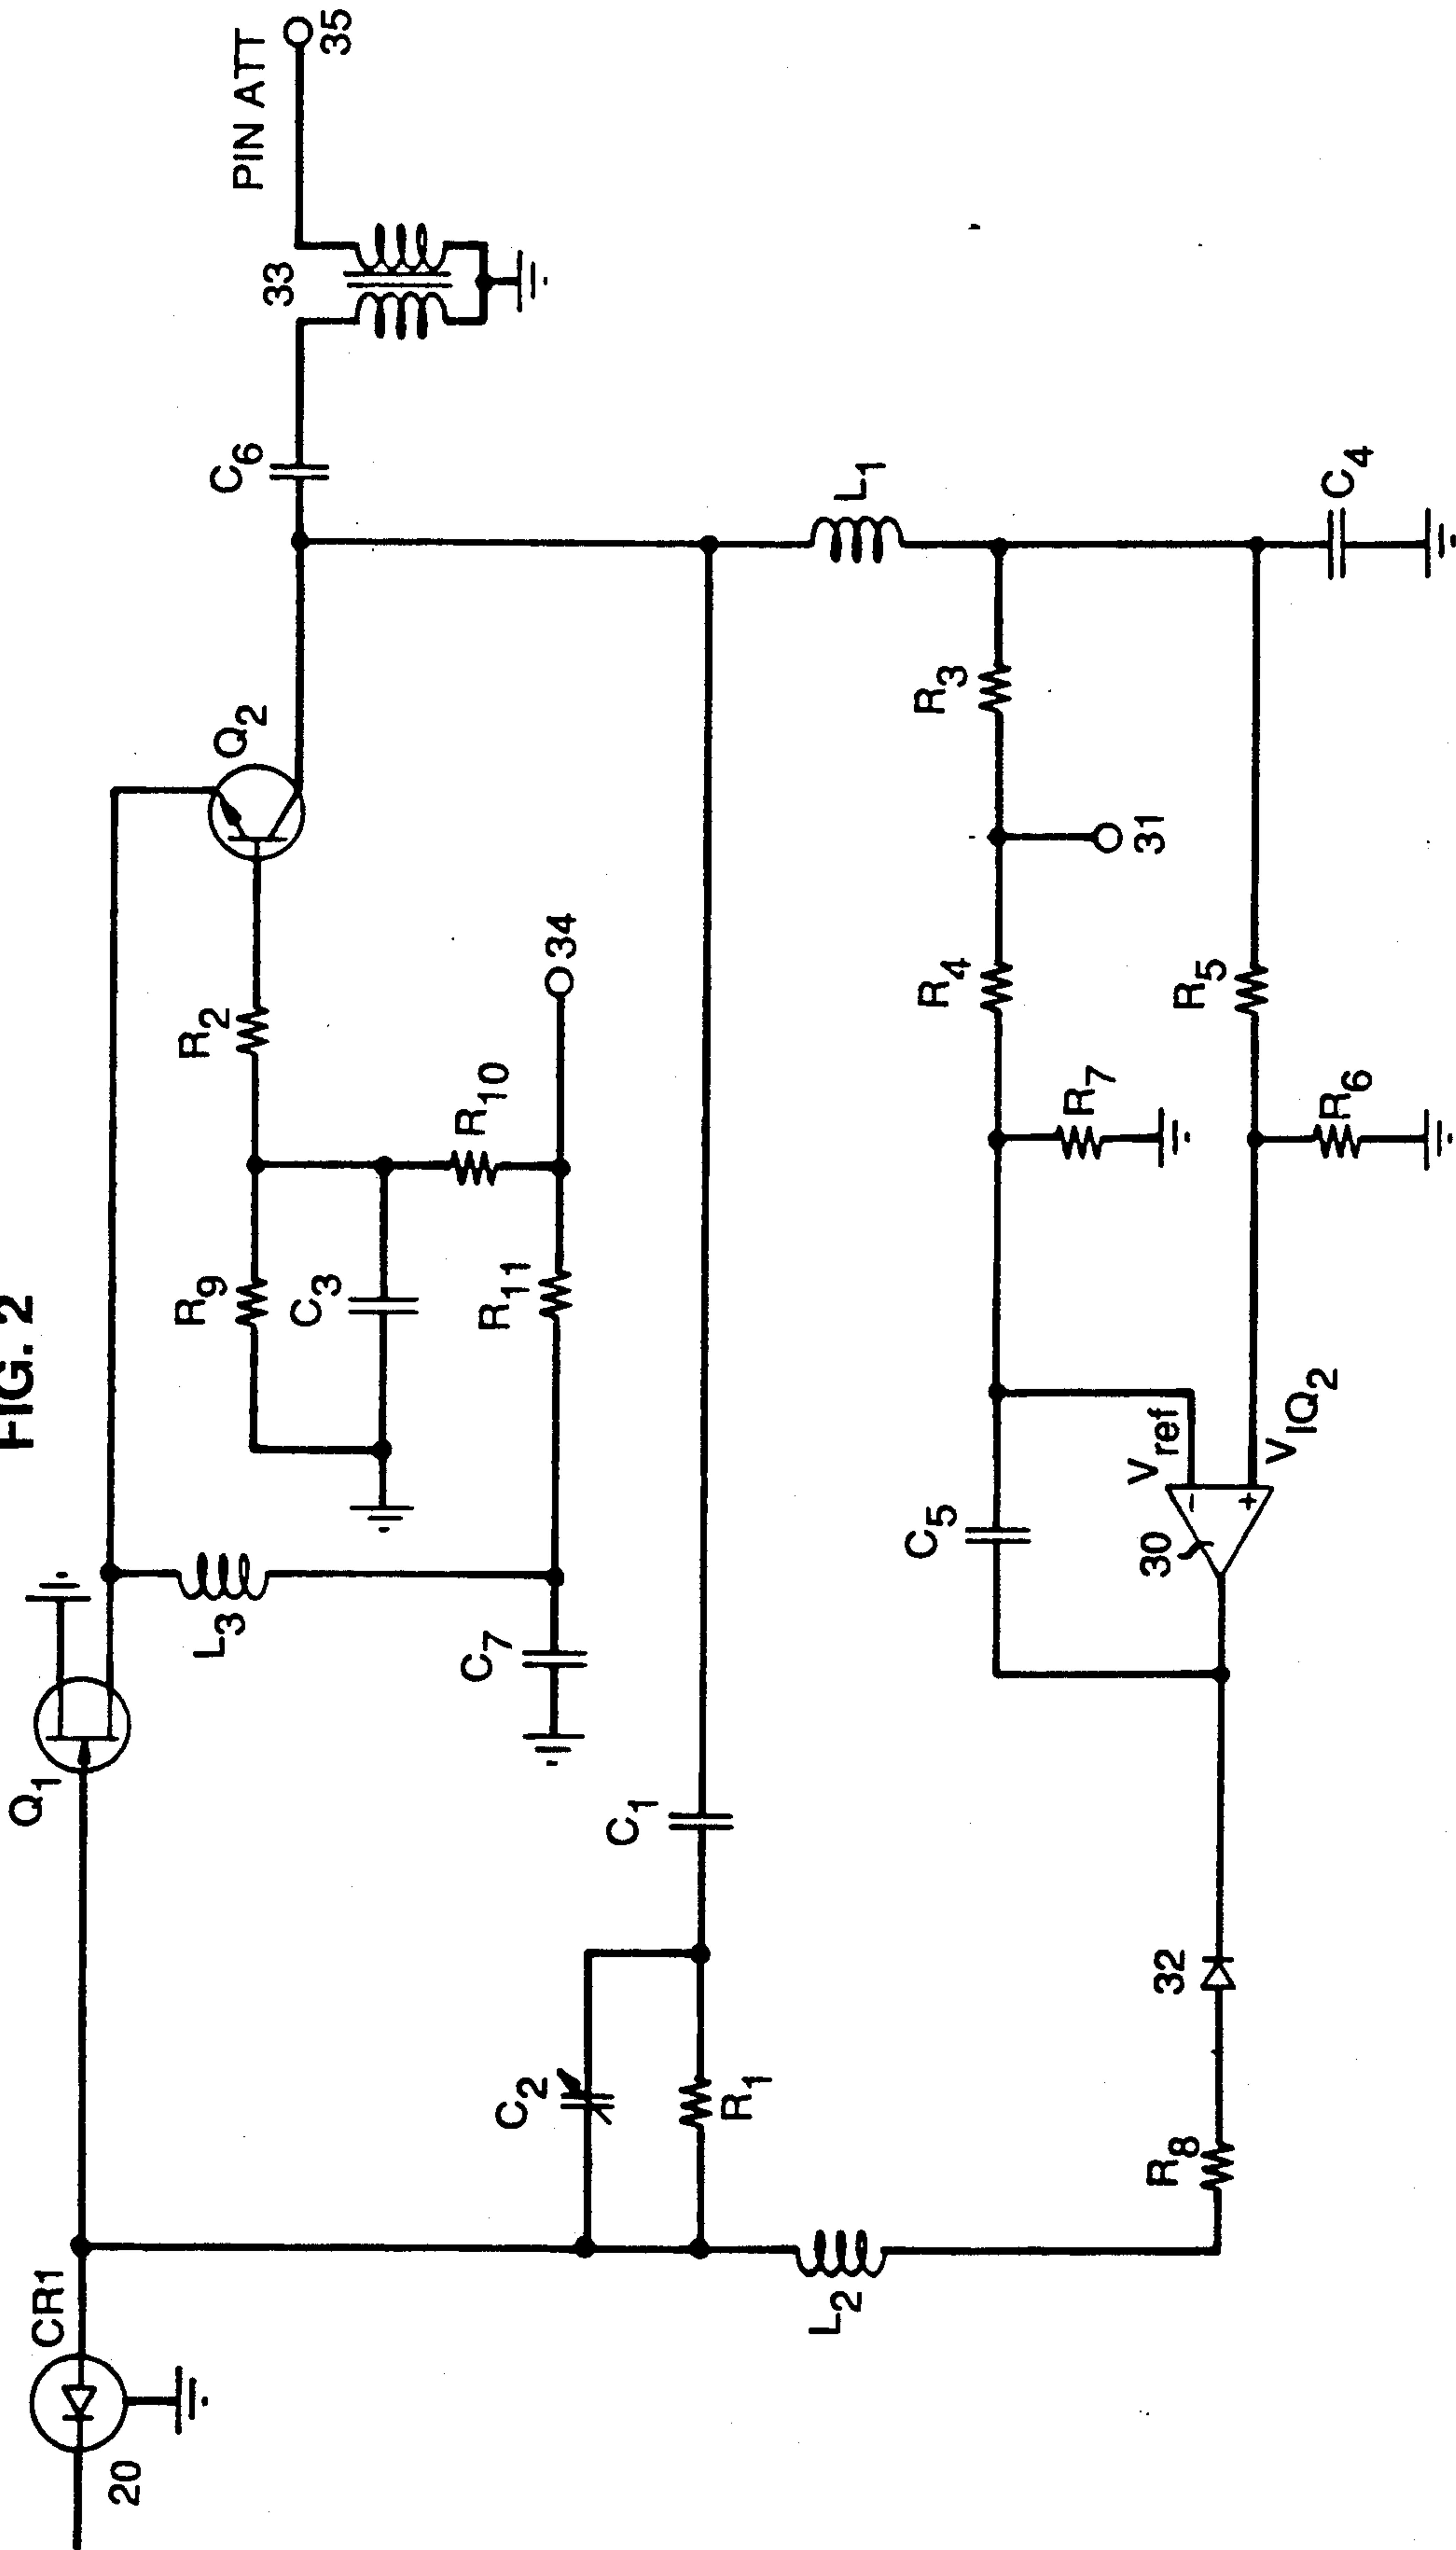 FIG. 2
PIN ATT
35
33
C6
Q2
R2
34
R10
R9
C3
R11
L3
C7
Q1
C1
C2
R1
CR1
20
L1
C4
R3
31
R4
R5
R7
R6
C5
Vref
-
+
VIQ2
30
32
R8
L2